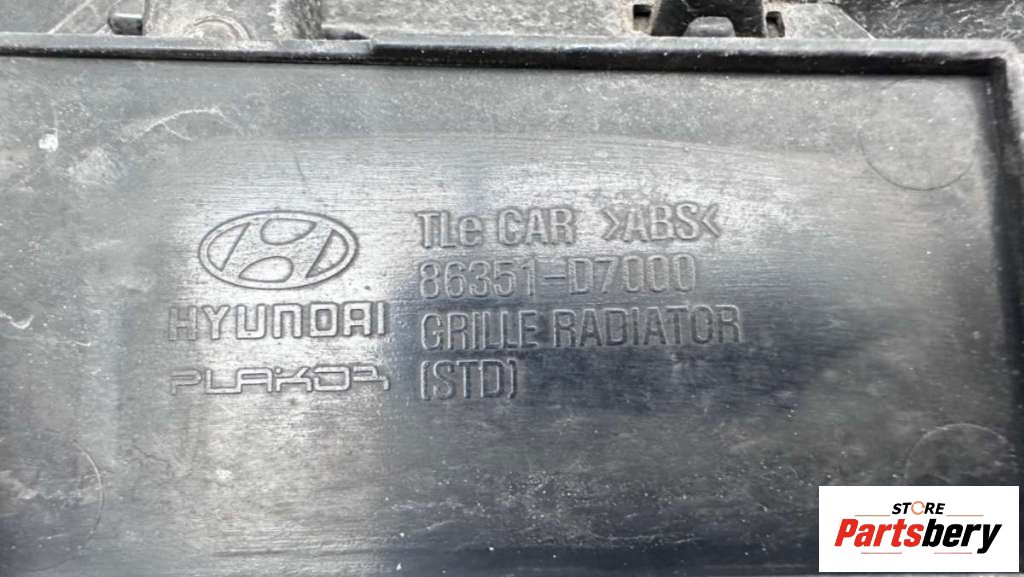 HYUNDAI
PLAKOR
TLe CAR >ABS<
86351-D7000
GRILLE RADIATOR
(STD)
STORE
Partsbery